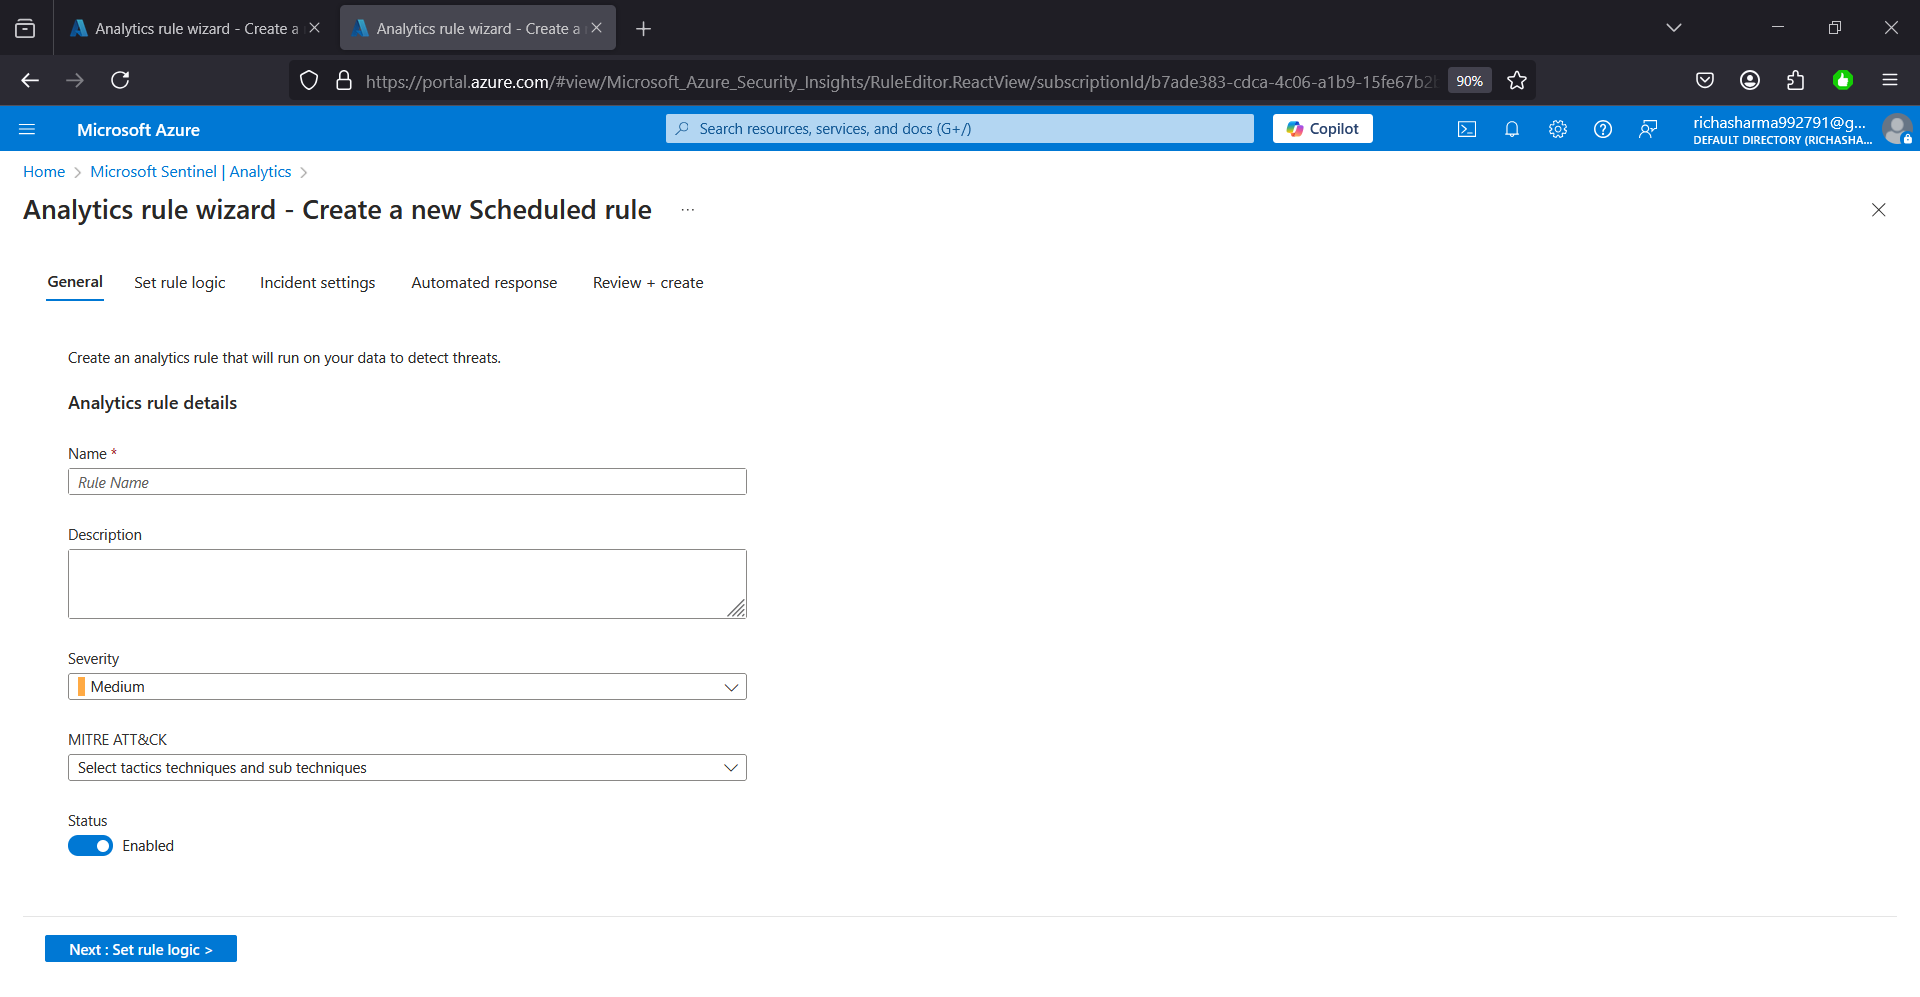 Analytics rule wizard - Create a
Analytics rule wizard - Create a
https://portal.azure.com/#view/Microsoft_Azure_Security_Insights/RuleEditor.ReactView/subscriptionId/b7ade383-cdca-4c06-a1b9-15fe67b2b
90%
Microsoft Azure
Search resources, services, and docs (G+/)
Copilot
richasharma992791@g...
DEFAULT DIRECTORY (RICHASHA...
Home > Microsoft Sentinel | Analytics >
Analytics rule wizard - Create a new Scheduled rule ...
General
Set rule logic
Incident settings
Automated response
Review + create
Create an analytics rule that will run on your data to detect threats.
Analytics rule details
Name *
Rule Name
Description
Severity
Medium
MITRE ATT&CK
Select tactics techniques and sub techniques
Status
Enabled
Next : Set rule logic >